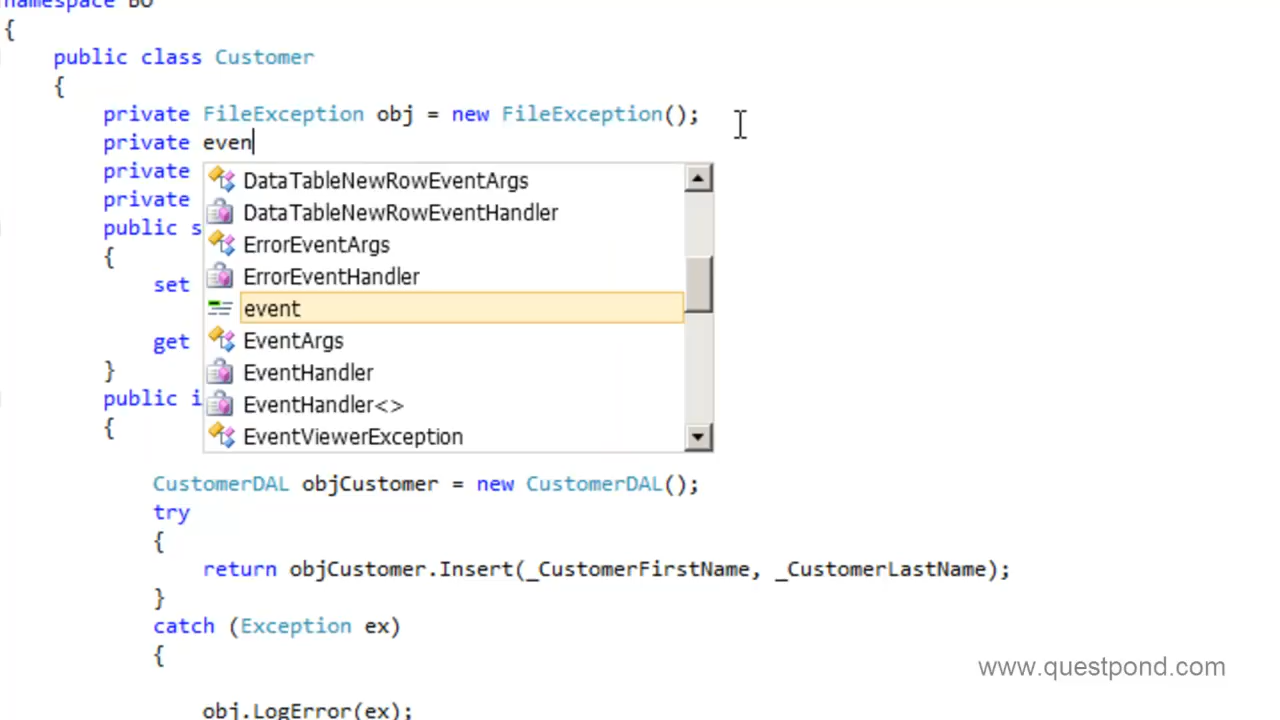 namespace BO
{
public class Customer
{
private FileException obj = new FileException();
private even
private
private
public s
{
set
get
}
public i
{
DataTableNewRowEventArgs
DataTableNewRowEventHandler
ErrorEventArgs
ErrorEventHandler
event
EventArgs
EventHandler
EventHandler<>
EventViewerException
CustomerDAL objCustomer = new CustomerDAL();
try
{
return objCustomer.Insert(_CustomerFirstName, _CustomerLastName);
}
catch (Exception ex)
{
obj.LogError(ex);
www.questpond.com